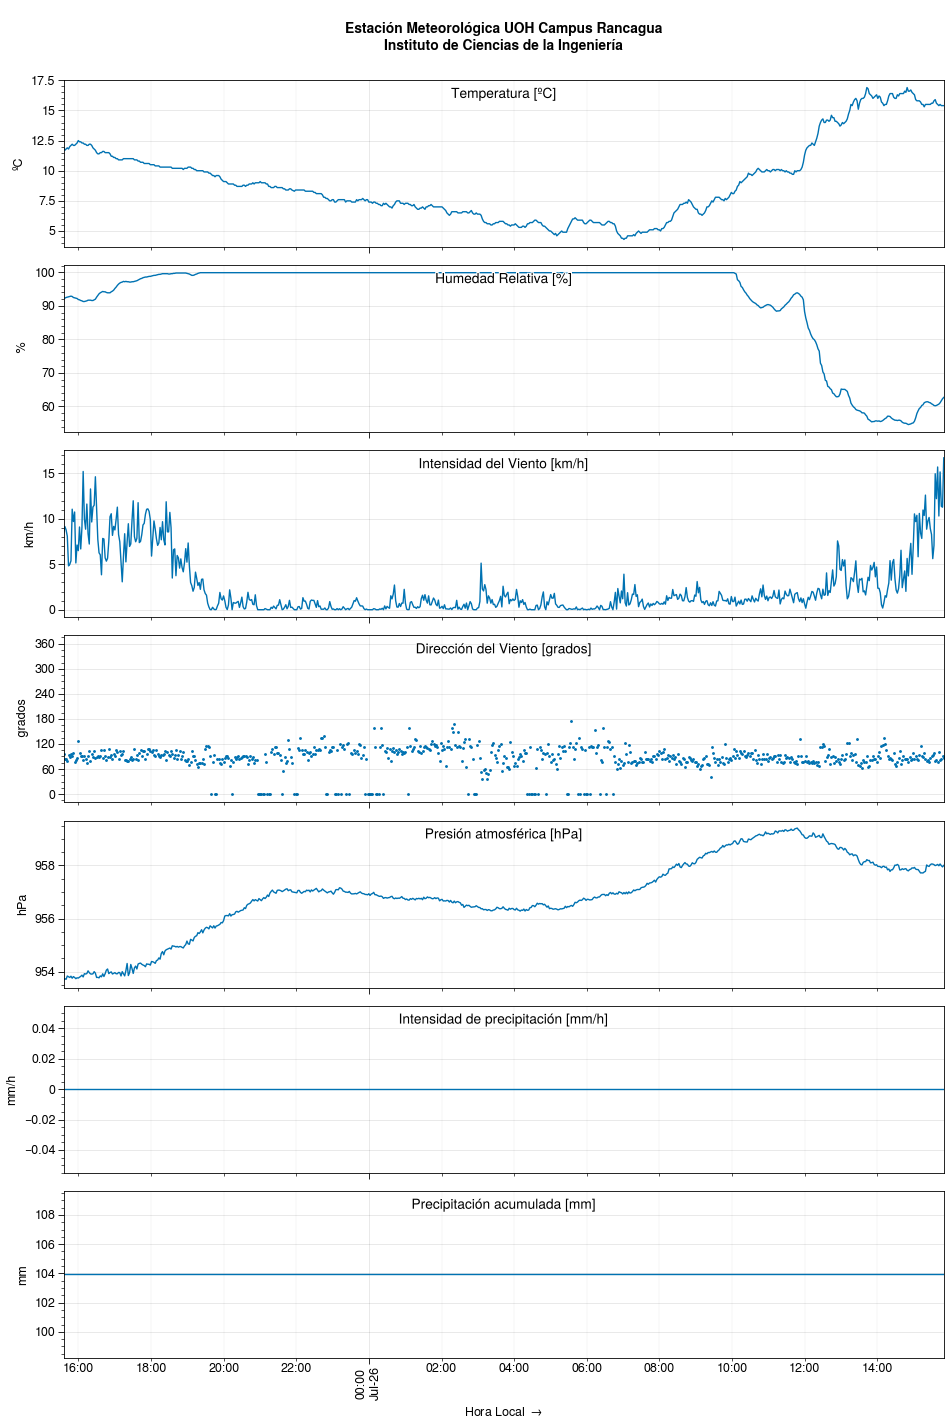 Estación Meteorológica UOH Campus Rancagua
Instituto de Ciencias de la Ingeniería
Temperatura [ºC]
17.5
15
12.5
10
7.5
5
ºC
Humedad Relativa [%]
100
90
80
70
60
%
Intensidad del Viento [km/h]
15
10
5
0
km/h
Dirección del Viento [grados]
360
300
240
180
120
60
0
grados
Presión atmosférica [hPa]
958
956
954
hPa
Intensidad de precipitación [mm/h]
0.04
0.02
0
−0.02
−0.04
mm/h
Precipitación acumulada [mm]
108
106
104
102
100
mm
16:00 18:00 20:00 22:00 00:00 02:00 04:00 06:00 08:00 10:00 12:00 14:00
Jul-26
Hora Local →